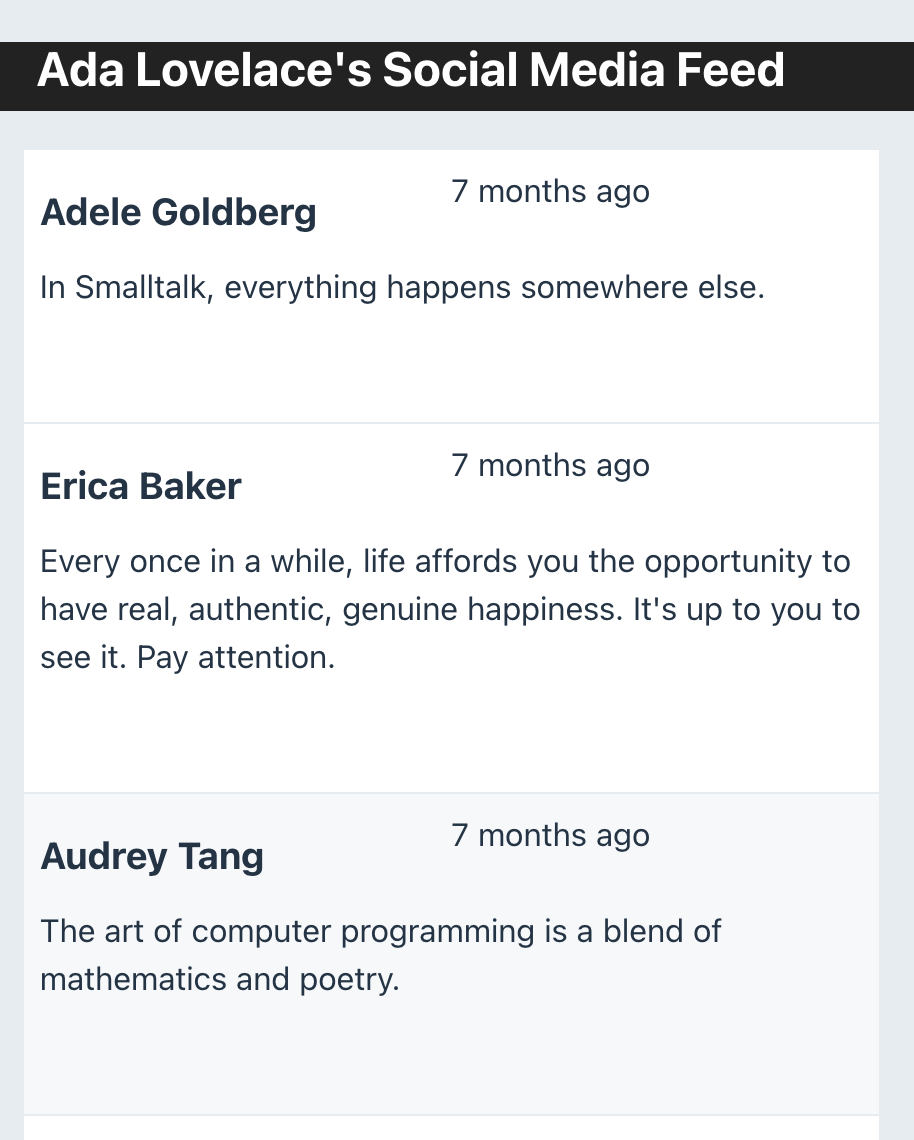 Ada Lovelace's Social Media Feed
Adele Goldberg
7 months ago
In Smalltalk, everything happens somewhere else.
Erica Baker
7 months ago
Every once in a while, life affords you the opportunity to
have real, authentic, genuine happiness. It's up to you to
see it. Pay attention.
Audrey Tang
7 months ago
The art of computer programming is a blend of
mathematics and poetry.